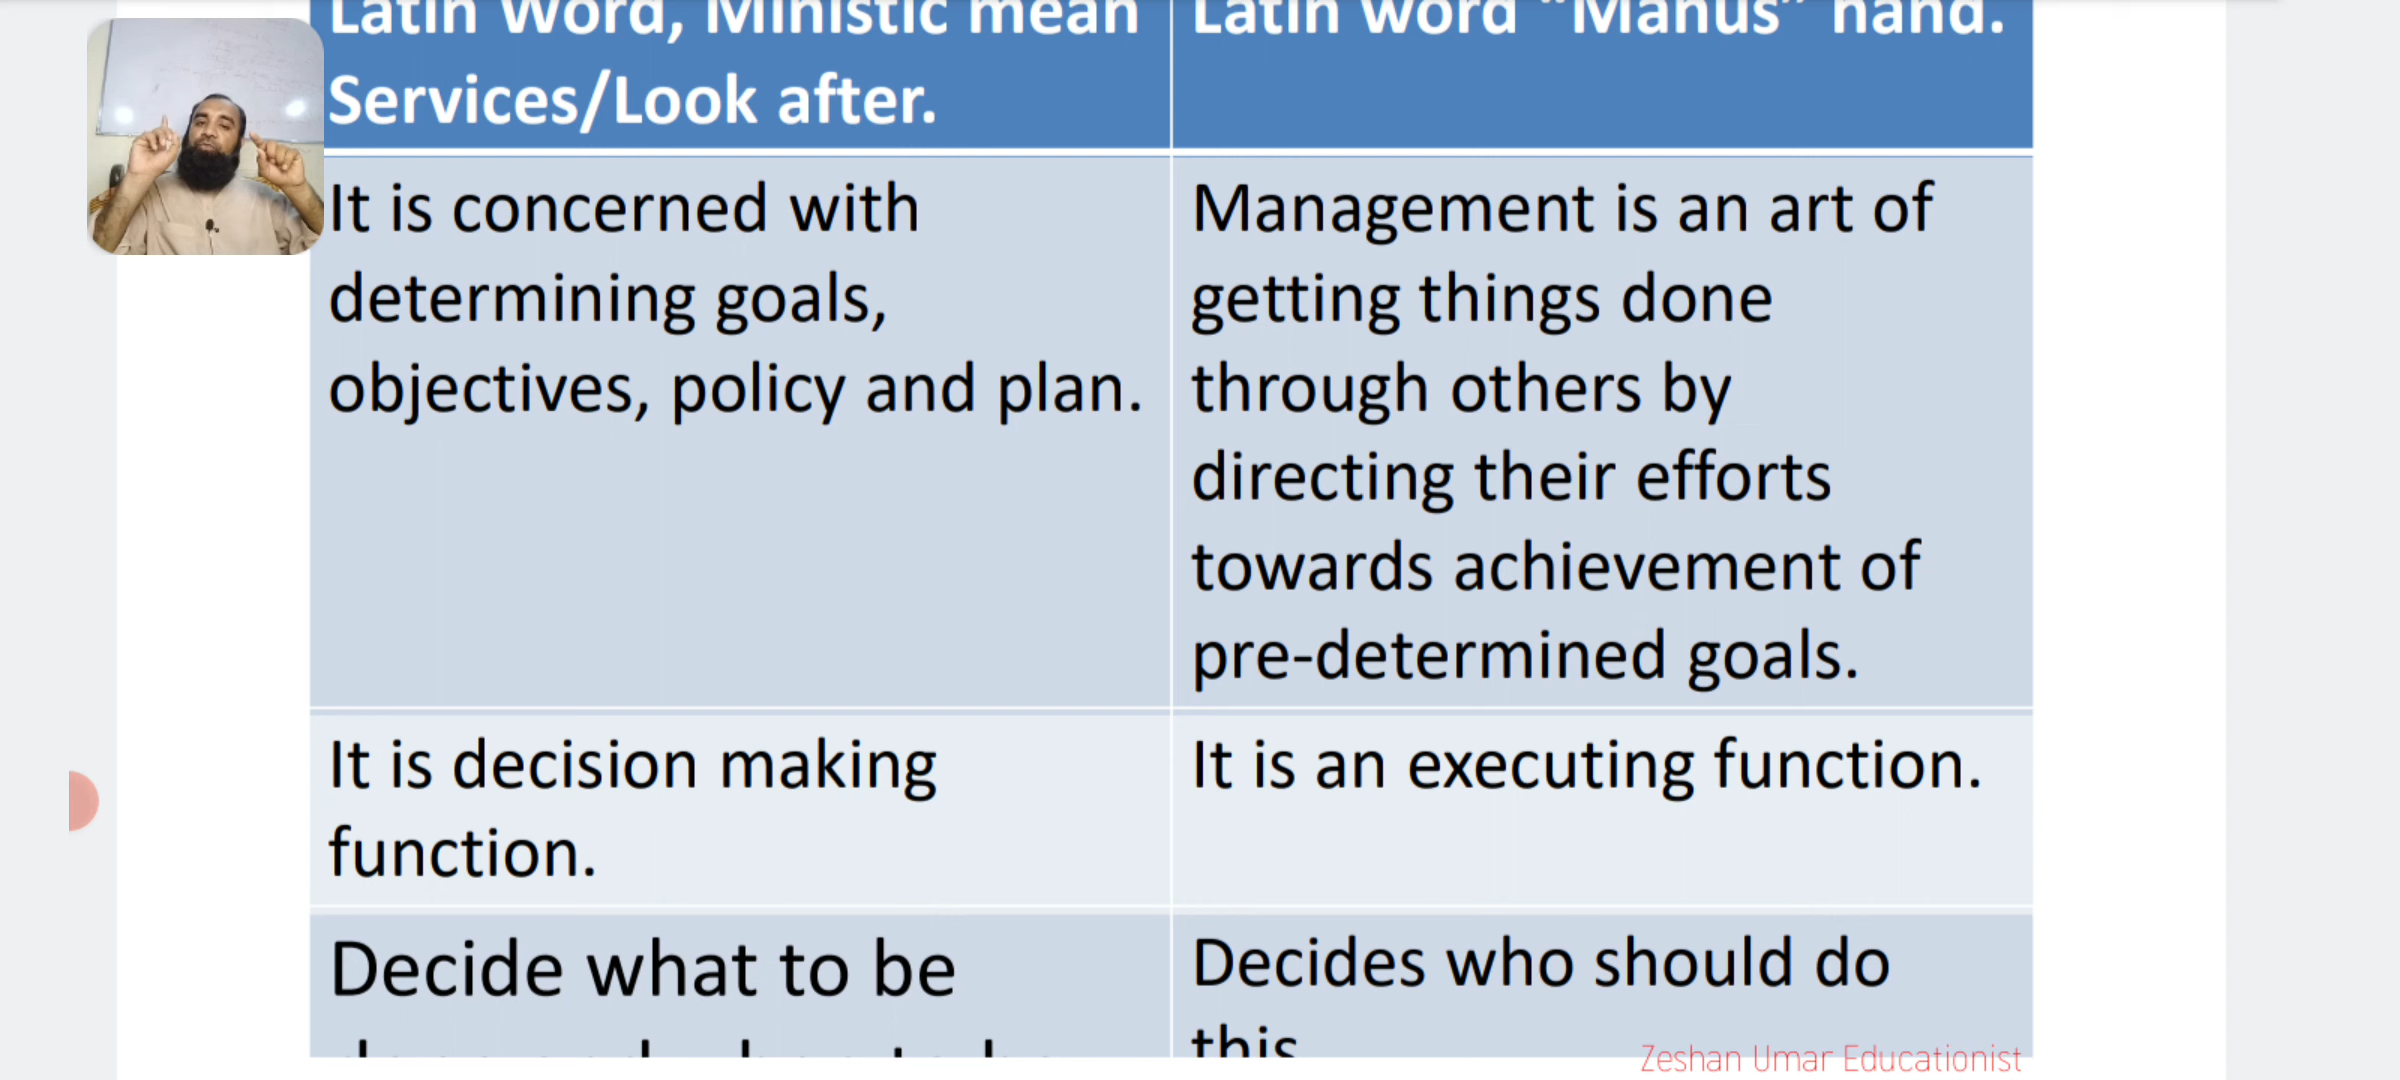 Latin Word, Ministic mean
Services/Look after.
Latin word "Manus" hand.
It is concerned with
determining goals,
objectives, policy and plan.
Management is an art of
getting things done
through others by
directing their efforts
towards achievement of
pre-determined goals.
It is decision making
function.
It is an executing function.
Decide what to be
Decides who should do
this
Zeshan Umar Educationist